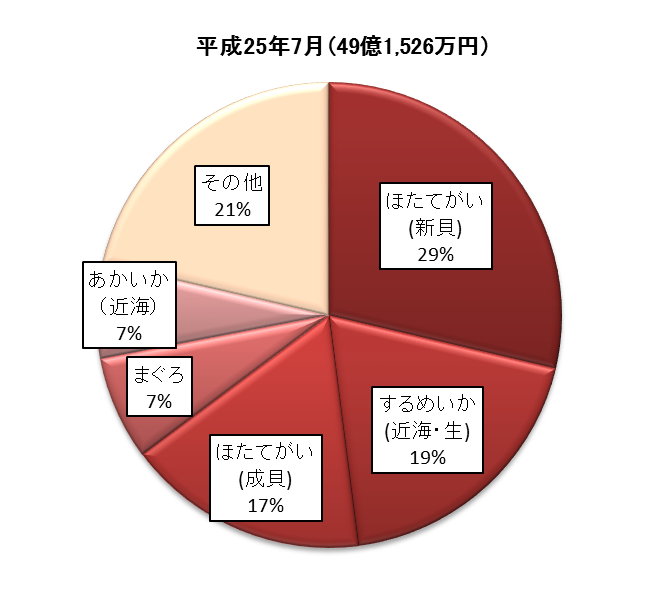 平成25年7月(49億1,526万円)
ほたてがい
(新貝)
29%
するめいか
(近海・生)
19%
ほたてがい
(成貝)
17%
まぐろ
7%
あかいか
(近海)
7%
その他
21%